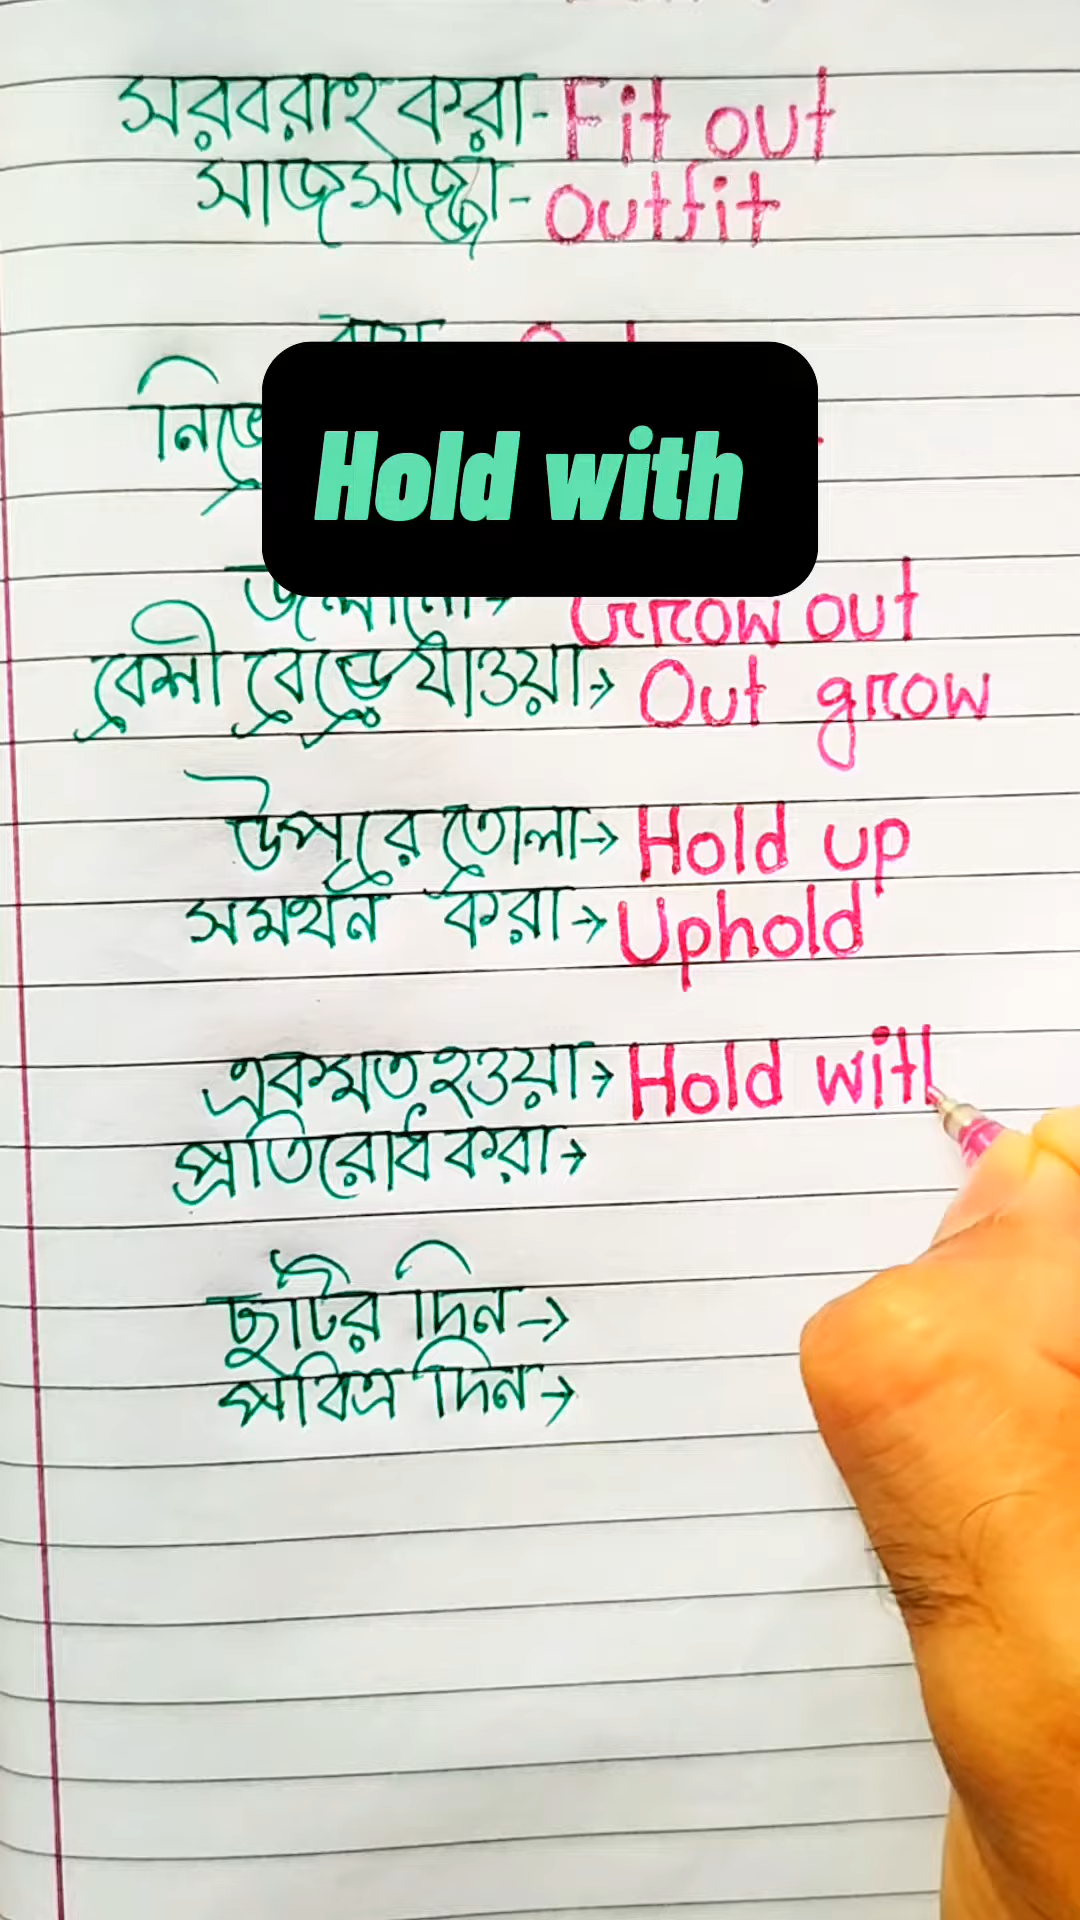 সরবরাহ করা- Fit out
সাজসজ্জা- Outfit
Hold with
Grow out
বেশী বেড়ে যাওয়া→ Out grow
উপরে তোলা→ Hold up
সমর্থন করা→ Uphold
একমত হওয়া→ Hold with
প্রতিরোধ করা→
ছুটির দিন→
পবিত্র দিন→